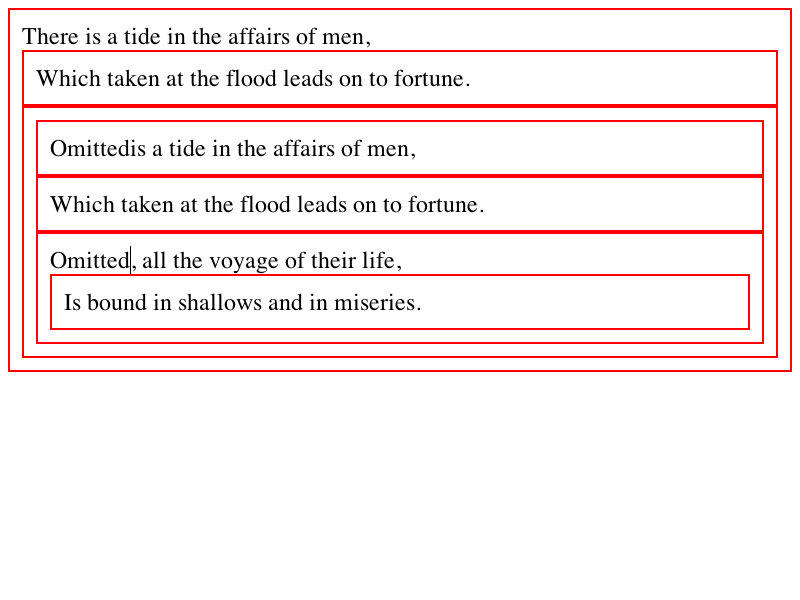 There is a tide in the affairs of men,
Which taken at the flood leads on to fortune.
Omittedis a tide in the affairs of men,
Which taken at the flood leads on to fortune.
Omitted, all the voyage of their life,
Is bound in shallows and in miseries.